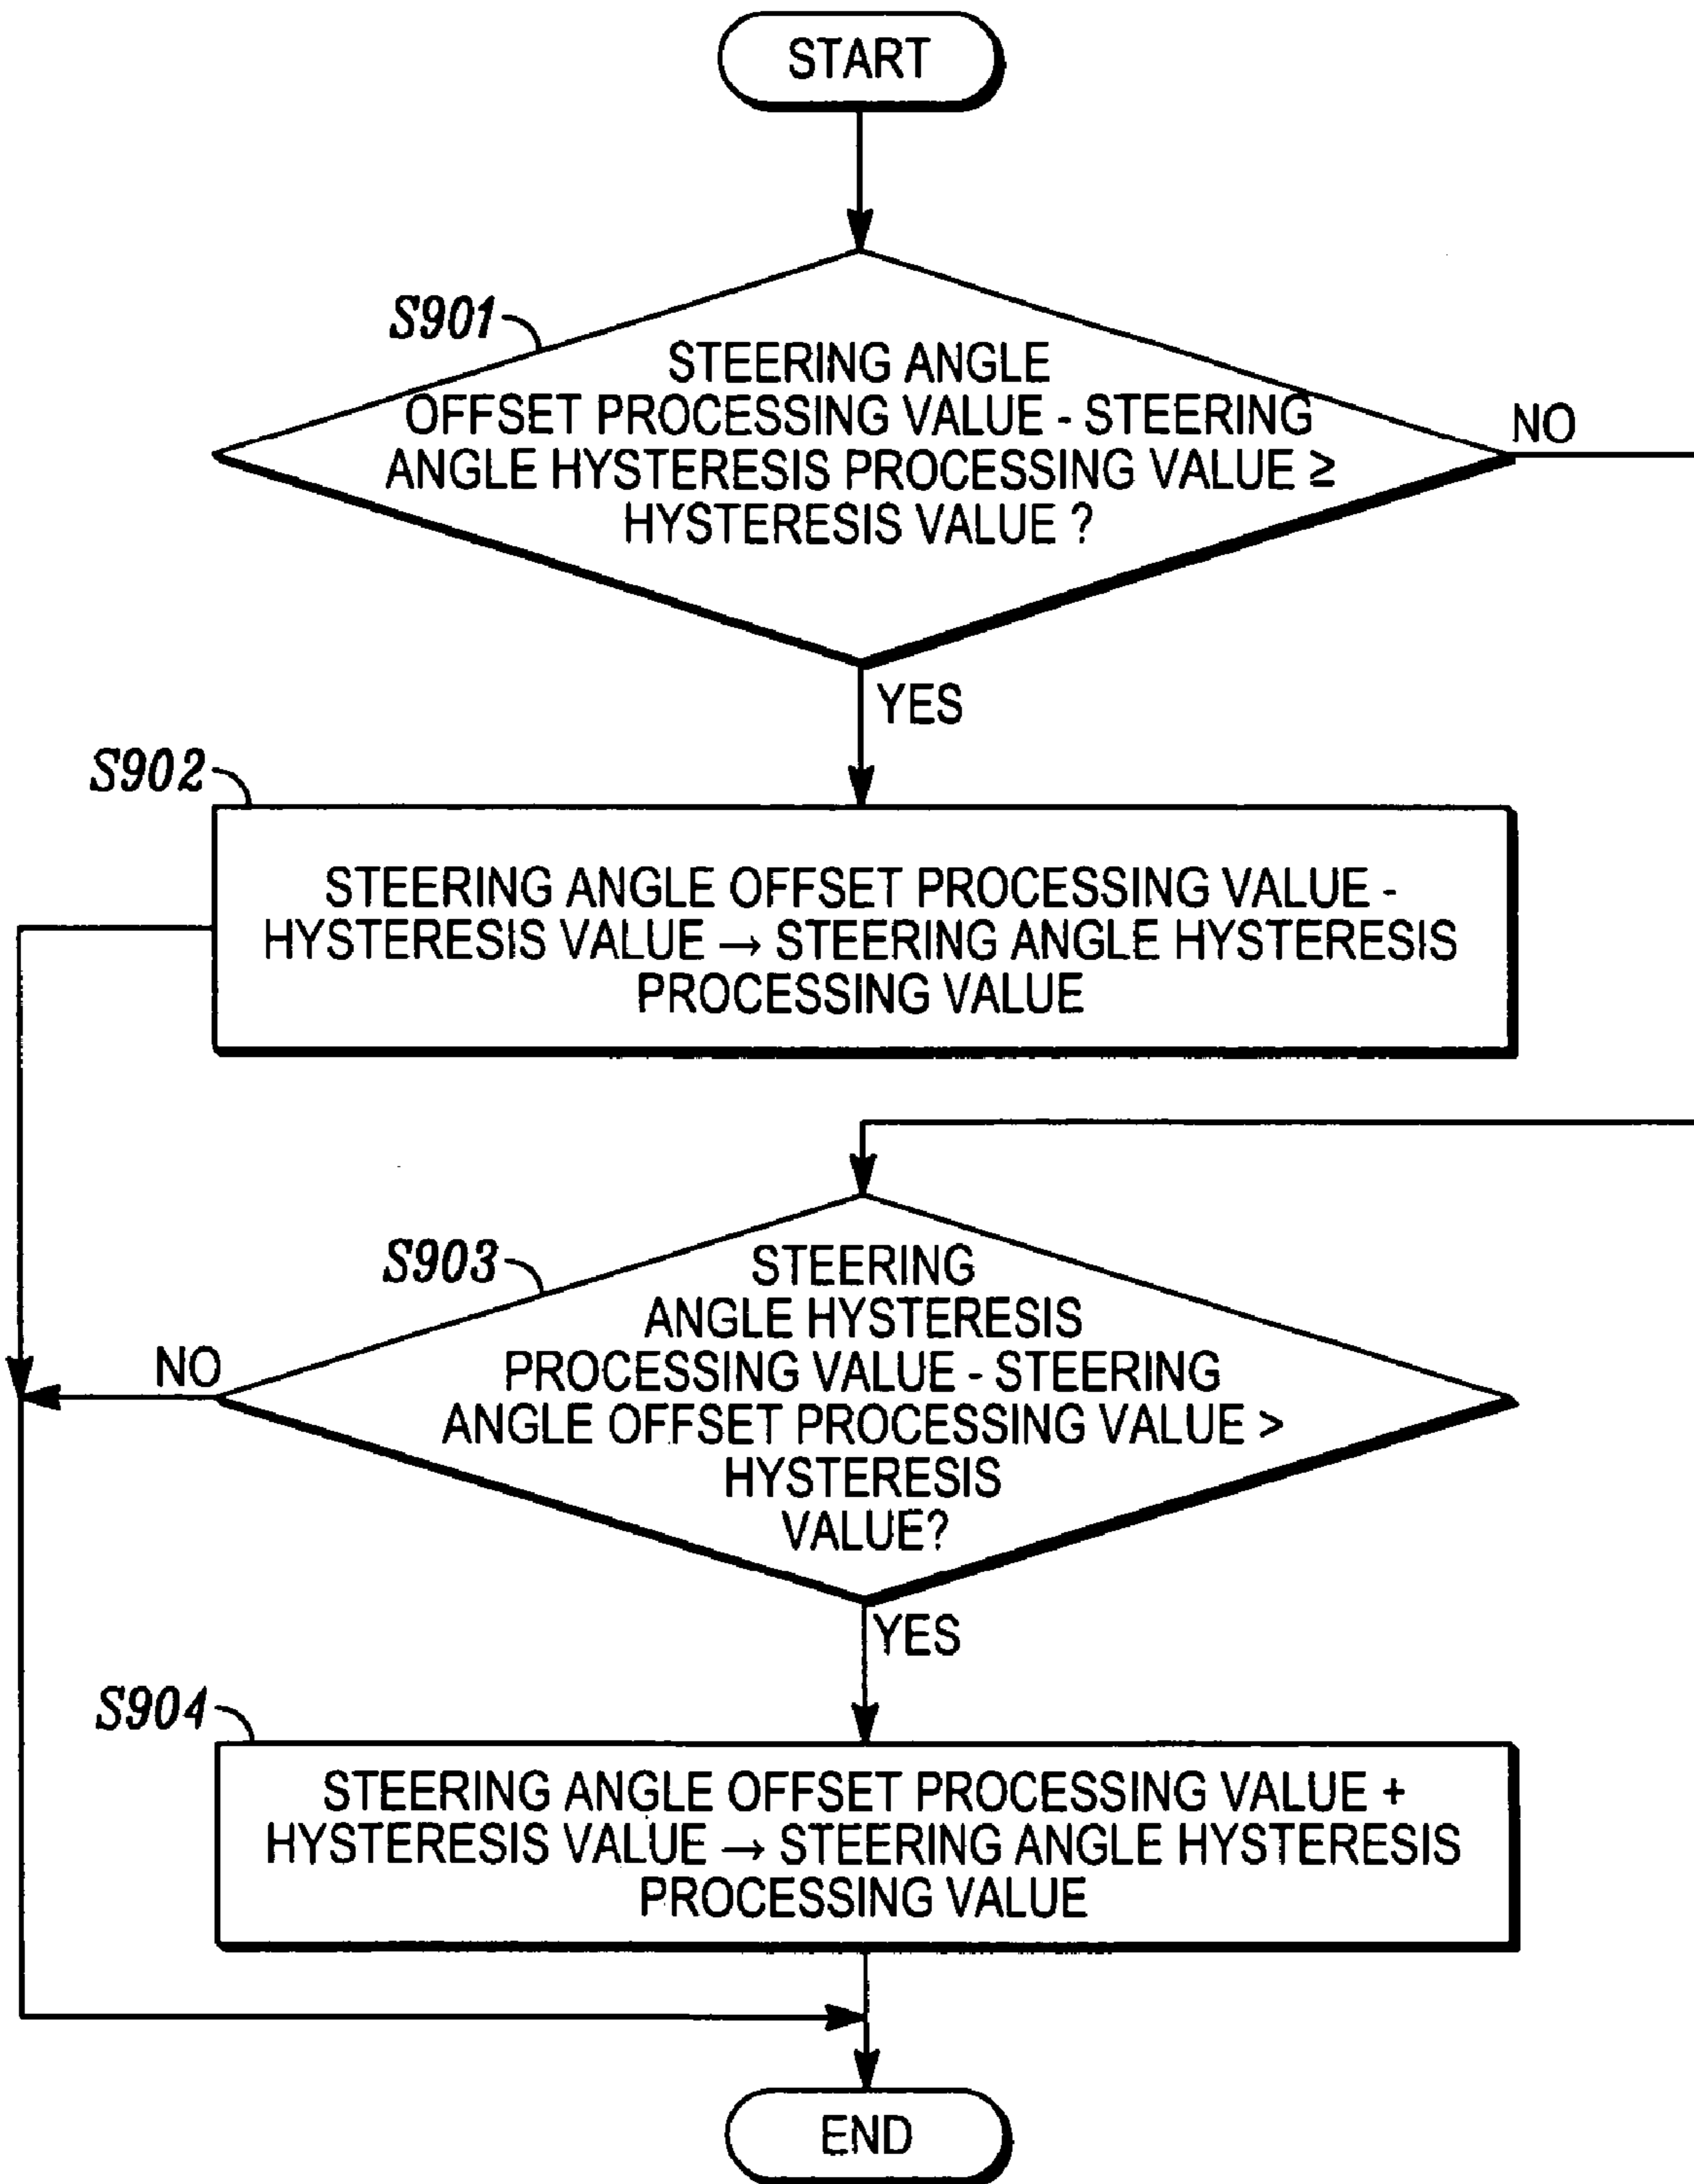 START
S901
STEERING ANGLE
OFFSET PROCESSING VALUE - STEERING
ANGLE HYSTERESIS PROCESSING VALUE ≥
HYSTERESIS VALUE ?
NO
YES
S902
STEERING ANGLE OFFSET PROCESSING VALUE -
HYSTERESIS VALUE → STEERING ANGLE HYSTERESIS
PROCESSING VALUE
S903
STEERING
ANGLE HYSTERESIS
PROCESSING VALUE - STEERING
ANGLE OFFSET PROCESSING VALUE >
HYSTERESIS
VALUE?
NO
YES
S904
STEERING ANGLE OFFSET PROCESSING VALUE +
HYSTERESIS VALUE → STEERING ANGLE HYSTERESIS
PROCESSING VALUE
END